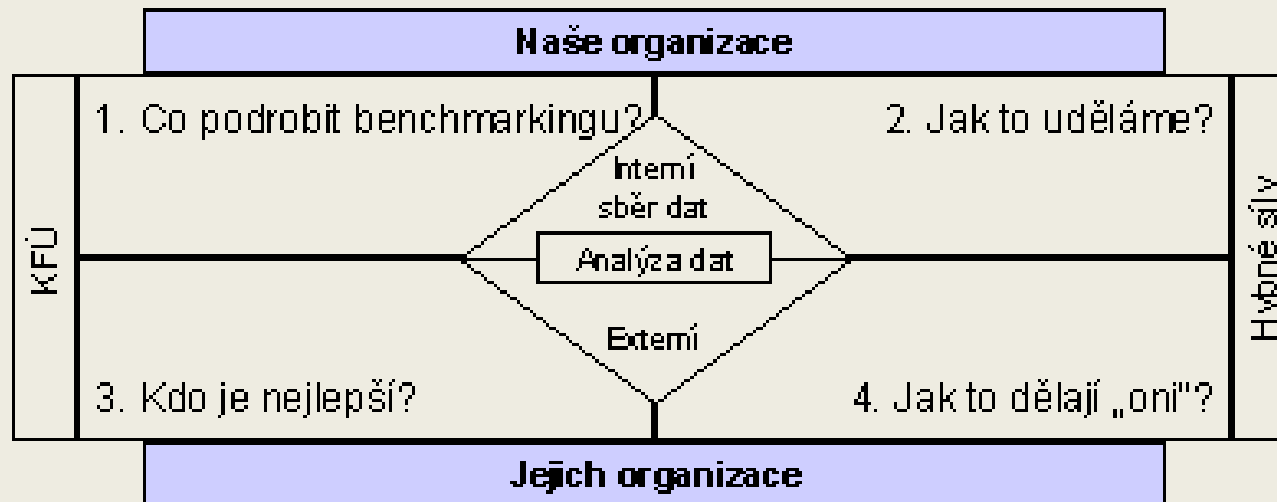 Naše organizace
1. Co podrobit benchmarkingu?
2. Jak to uděláme?
Interní
sběr dat
KFÚ
Analýza dat
Hybné síly
Externí
3. Kdo je nejlepší?
4. Jak to dělají „oni"?
Jejich organizace